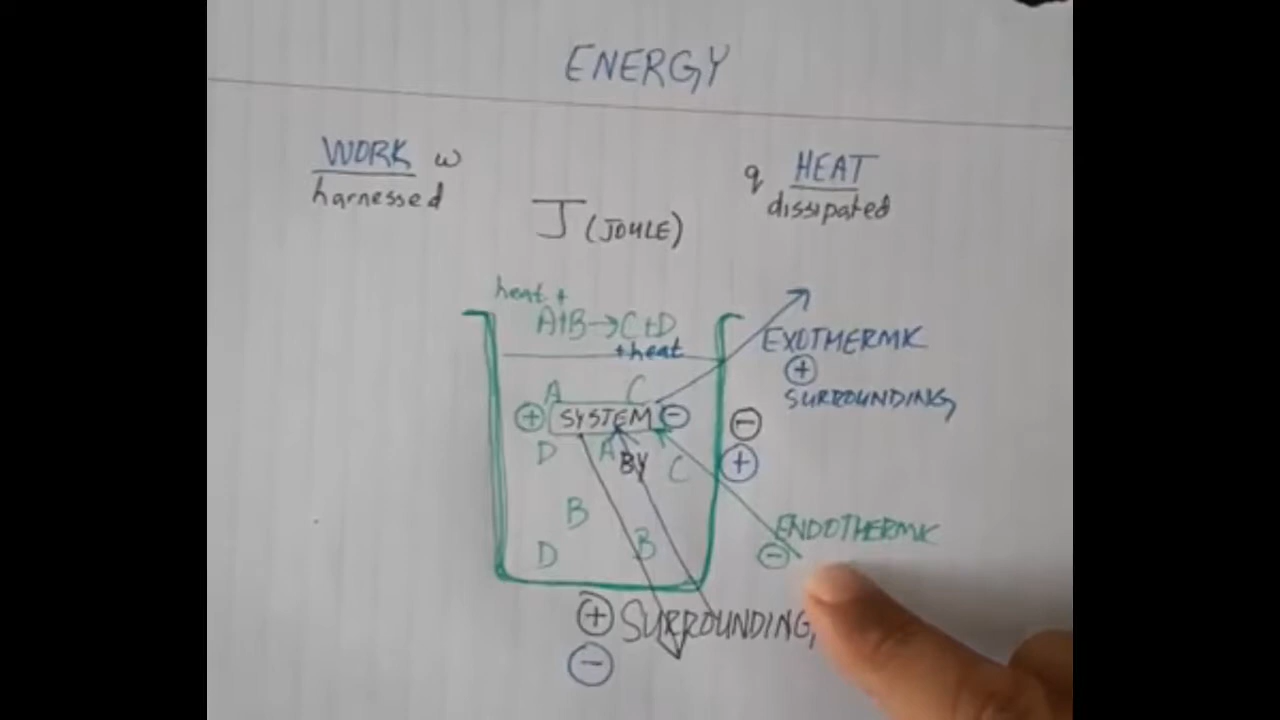 ENERGY
WORK w
harnessed
q HEAT
dissipated
J (JOULE)
heat +
A+B→C+D
+heat
EXOTHERMIC
+
SURROUNDING
A C
+ SYSTEM -
-
D A BY C
+
B
ENDOTHERMIC
-
D B
+ SURROUNDING
-